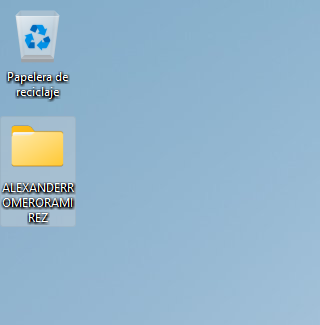 Papelera de
reciclaje
ALEXANDERR
OMERORAMI
REZ